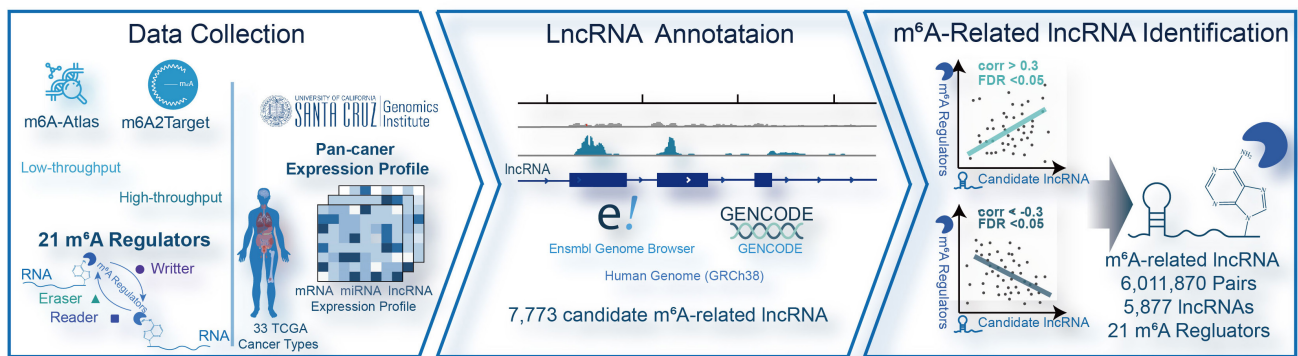 Data Collection
m6A-Atlas
m⁶A
m6A2Target
Low-throughput
High-throughput
21 m⁶A Regulators
RNA
m⁶A Regulators
Writter
Eraser
Reader
RNA
UNIVERSITY OF CALIFORNIA
SANTA CRUZ
Genomics
Institute
Pan-caner
Expression Profile
mRNA miRNA lncRNA
Expression Profile
33 TCGA
Cancer Types
LncRNA Annotataion
lncRNA
e!
Ensmbl Genome Browser
GENCODE
GENCODE
Human Genome (GRCh38)
7,773 candidate m⁶A-related lncRNA
m⁶A-Related lncRNA Identification
corr > 0.3
FDR <0.05
m⁶A Regulators
Candidate lncRNA
corr < -0.3
FDR <0.05
m⁶A Regulators
Candidate lncRNA
NH₂
N
N
N
N
m⁶A-related lncRNA
6,011,870 Pairs
5,877 lncRNAs
21 m⁶A Regluators